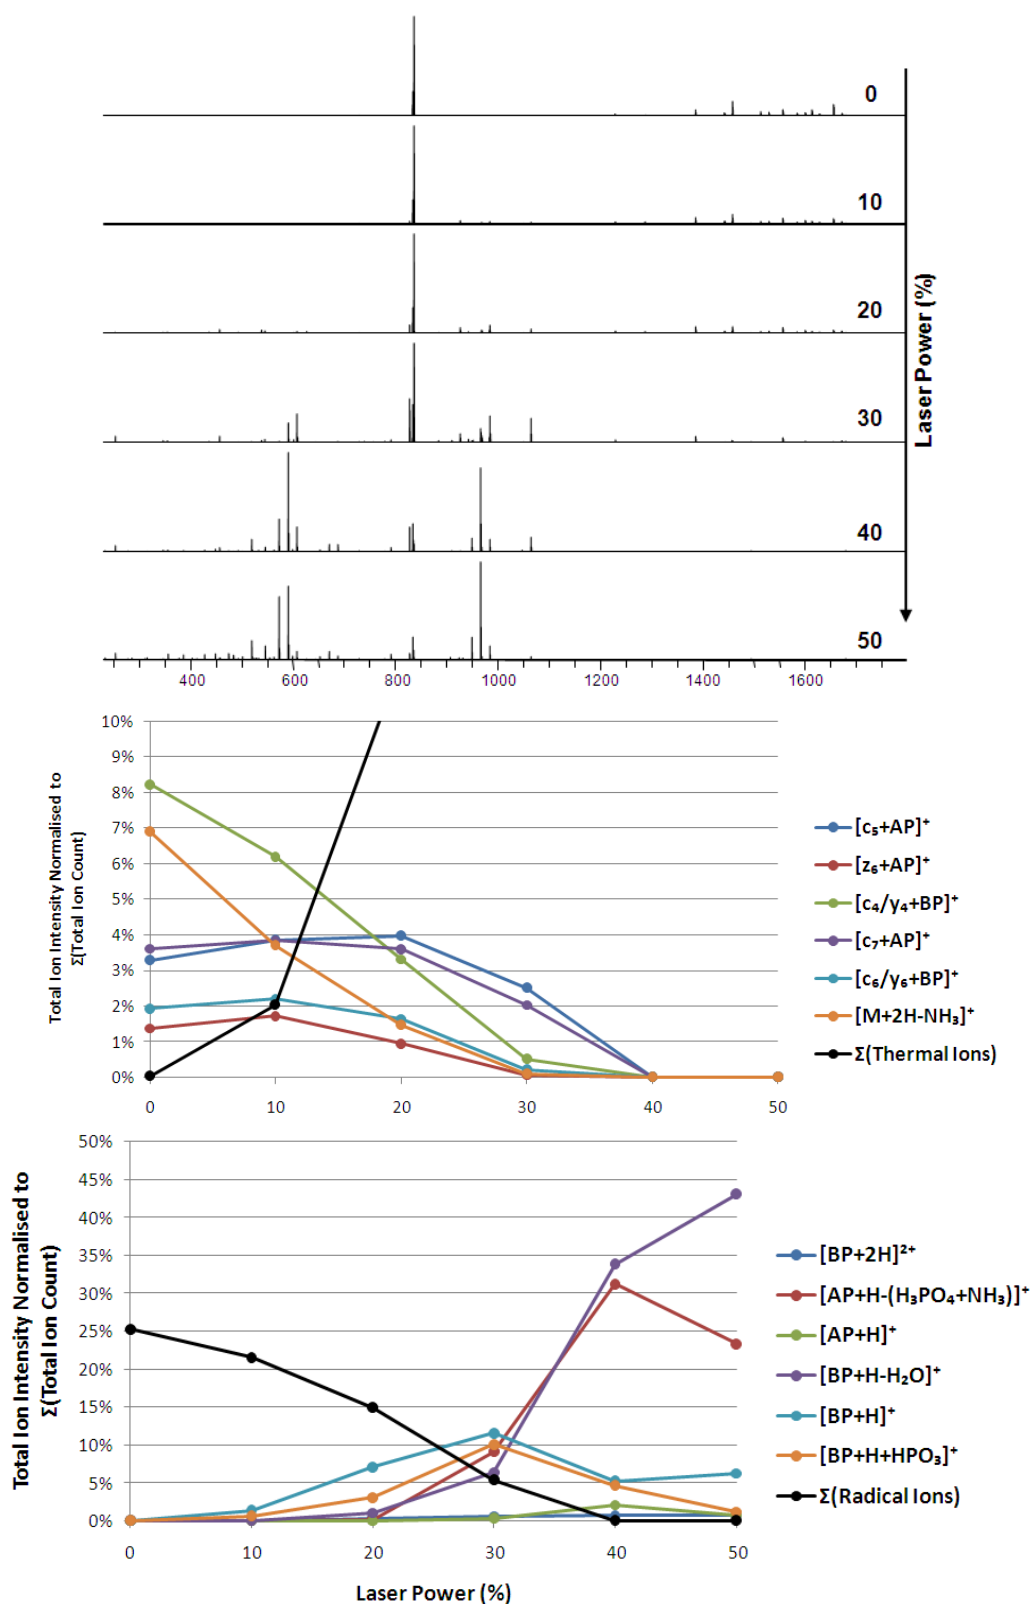 0
10
20
30
40
50
Laser Power (%)
400 600 800 1000 1200 1400 1600
Total Ion Intensity Normalised to
Σ(Total Ion Count)
10%
9%
8%
7%
6%
5%
4%
3%
2%
1%
0%
0 10 20 30 40 50
[c₅+AP]⁺
[z₆+AP]⁺
[c₄/y₄+BP]⁺
[c₇+AP]⁺
[c₆/y₆+BP]⁺
[M+2H-NH₃]⁺
Σ(Thermal Ions)
Total Ion Intensity Normalised to
Σ(Total Ion Count)
50%
45%
40%
35%
30%
25%
20%
15%
10%
5%
0%
0 10 20 30 40 50
Laser Power (%)
[BP+2H]²⁺
[AP+H-(H₃PO₄+NH₃)]⁺
[AP+H]⁺
[BP+H-H₂O]⁺
[BP+H]⁺
[BP+H+HPO₃]⁺
Σ(Radical Ions)